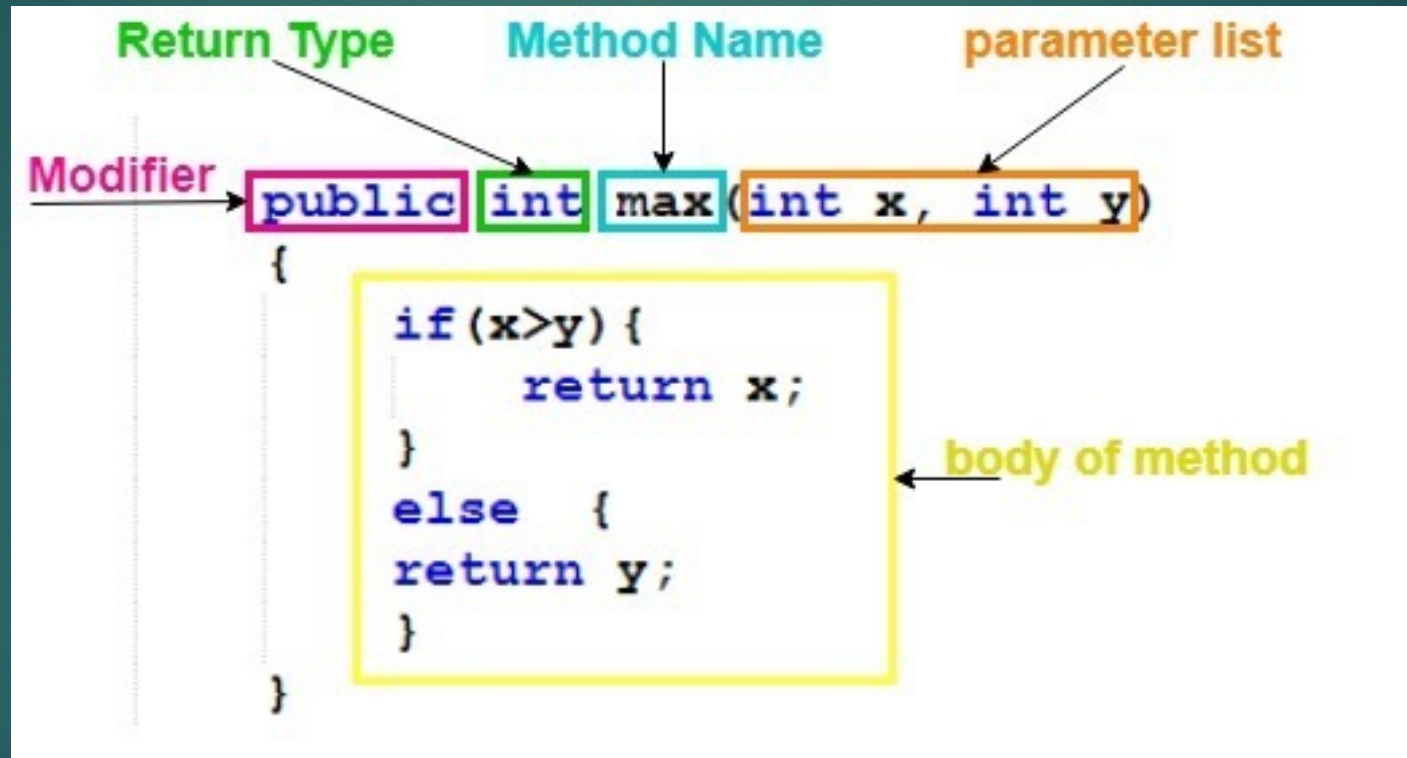 Return Type Method Name parameter list
Modifier
public int max(int x, int y)
{
if(x>y){
return x;
}
body of method
else {
return y;
}
}